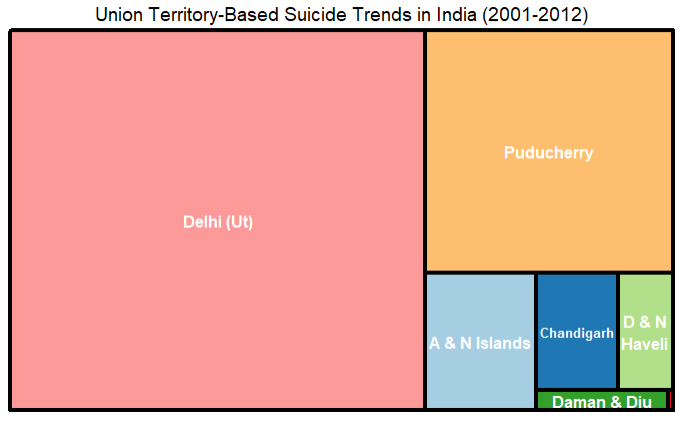 Union Territory-Based Suicide Trends in India (2001-2012)
Delhi (Ut)
Puducherry
A & N Islands
Chandigarh
D & N
Haveli
Daman & Diu